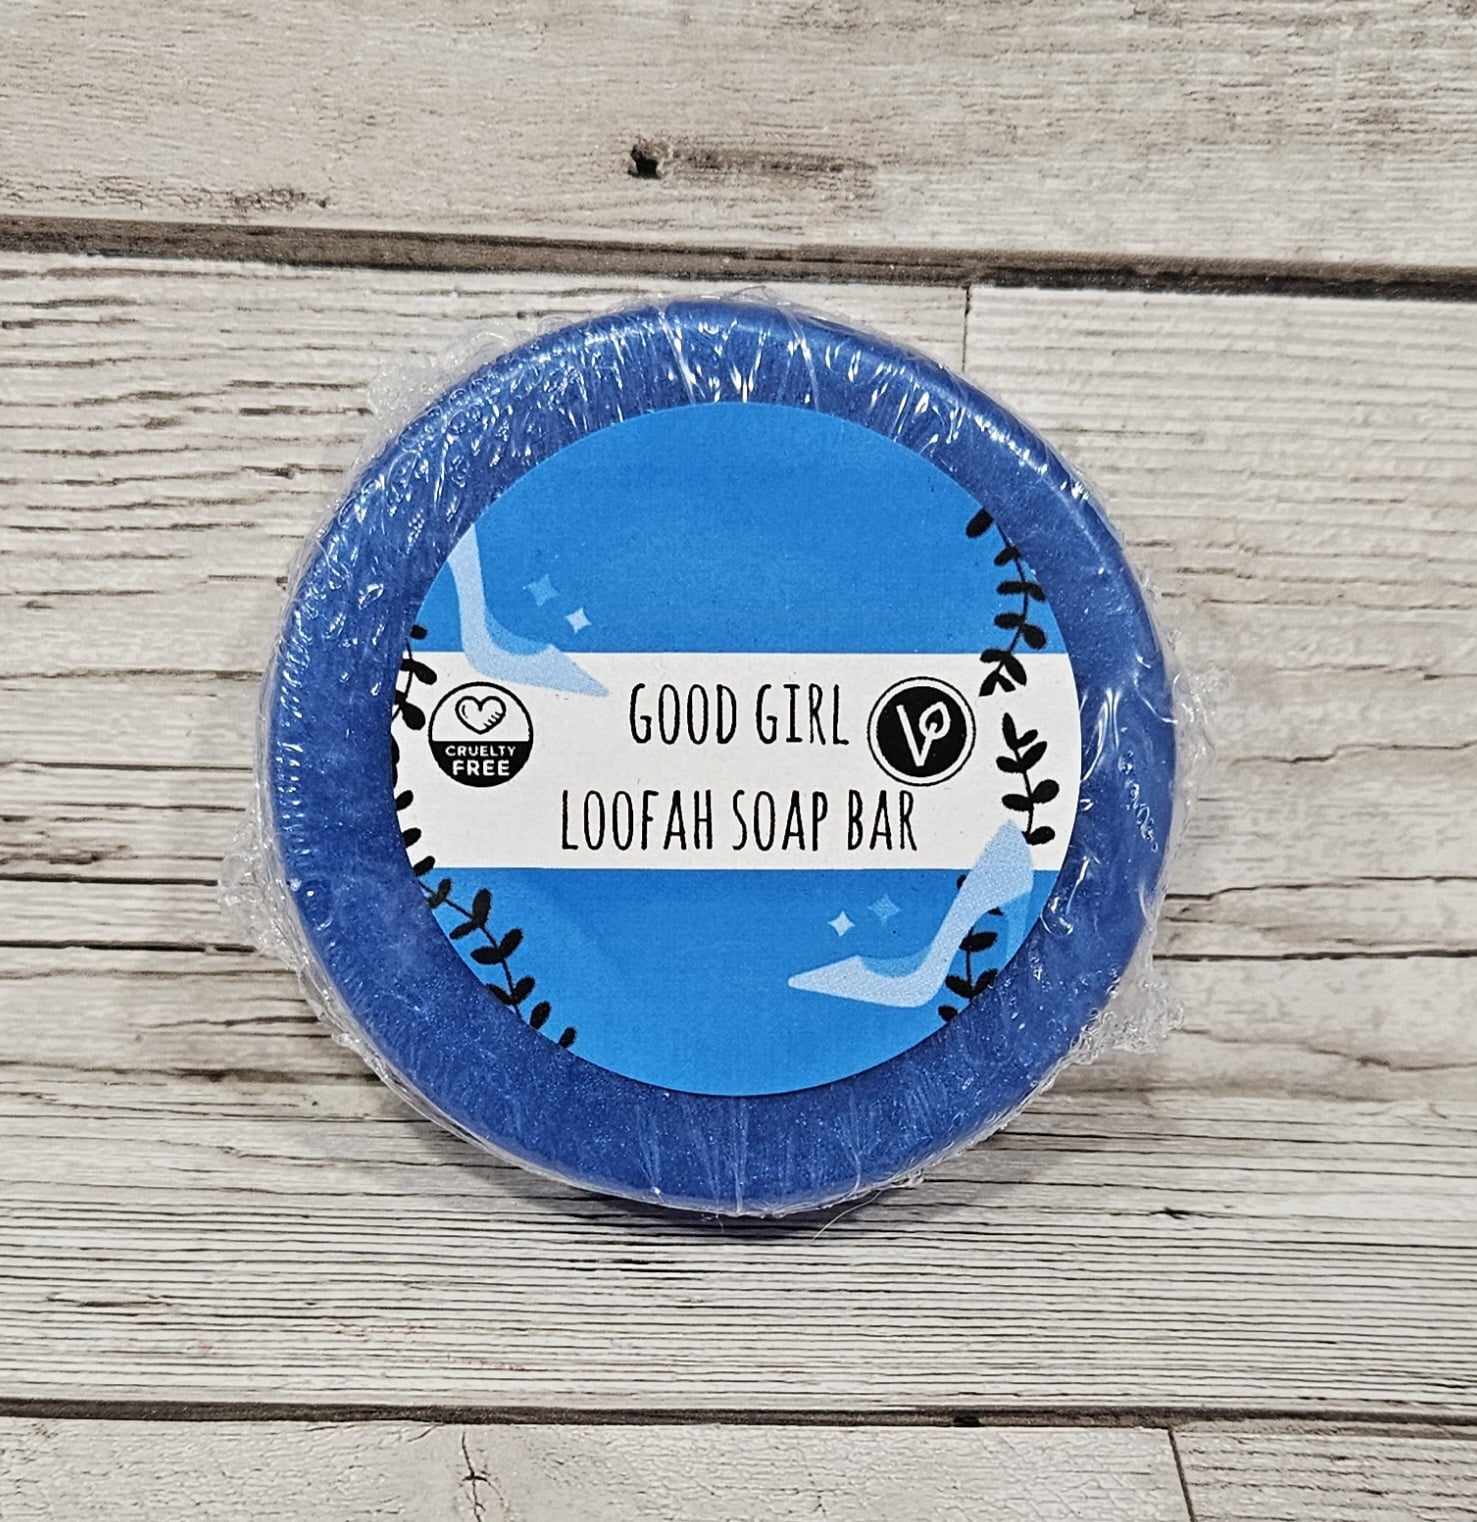 GOOD GIRL
LOOFAH SOAP BAR
CRUELTY
FREE
V